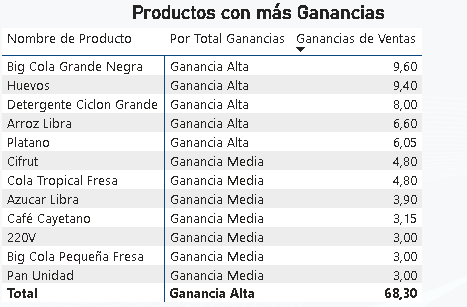 Productos con más Ganancias
Nombre de Producto Por Total Ganancias Ganancias de Ventas
Big Cola Grande Negra Ganancia Alta 9,60
Huevos Ganancia Alta 9,40
Detergente Ciclon Grande Ganancia Alta 8,00
Arroz Libra Ganancia Alta 6,60
Platano Ganancia Alta 6,05
Cifrut Ganancia Media 4,80
Cola Tropical Fresa Ganancia Media 4,80
Azucar Libra Ganancia Media 3,90
Café Cayetano Ganancia Media 3,15
220V Ganancia Media 3,00
Big Cola Pequeña Fresa Ganancia Media 3,00
Pan Unidad Ganancia Media 3,00
Total Ganancia Alta 68,30